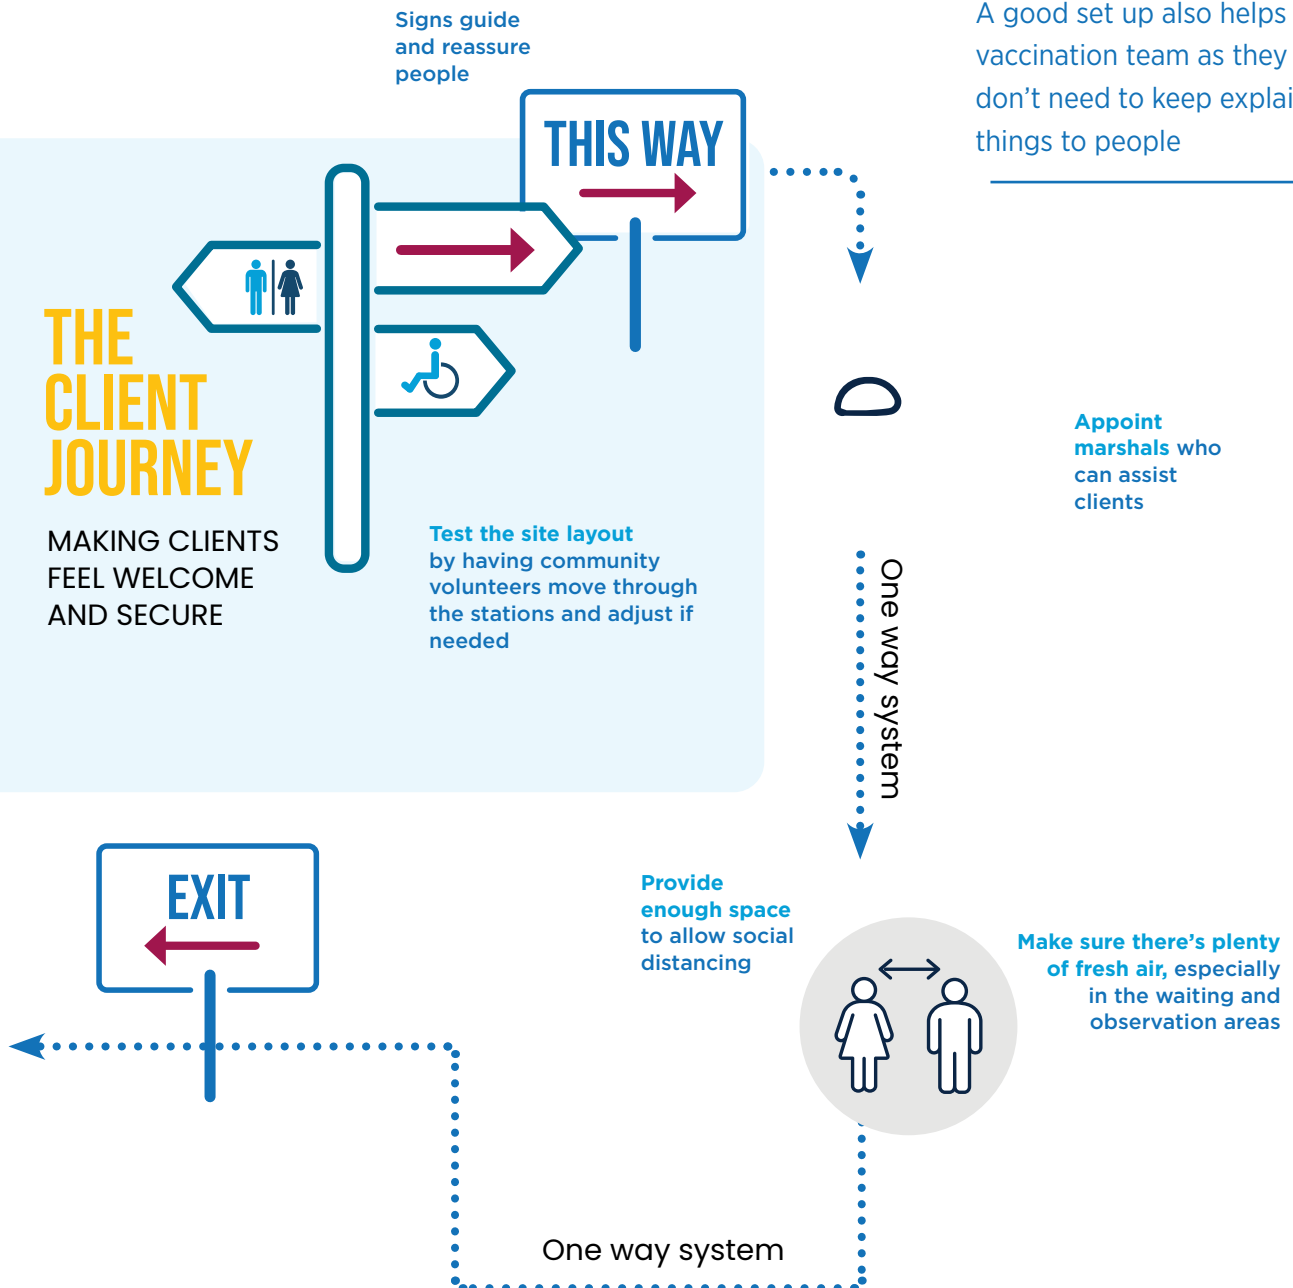 Signs guide
and reassure
people
A good set up also helps
vaccination team as they
don't need to keep explai
things to people
THIS WAY
THE
CLIENT
JOURNEY
MAKING CLIENTS
FEEL WELCOME
AND SECURE
Test the site layout
by having community
volunteers move through
the stations and adjust if
needed
Appoint
marshals who
can assist
clients
One way system
EXIT
Provide
enough space
to allow social
distancing
Make sure there's plenty
of fresh air, especially
in the waiting and
observation areas
One way system